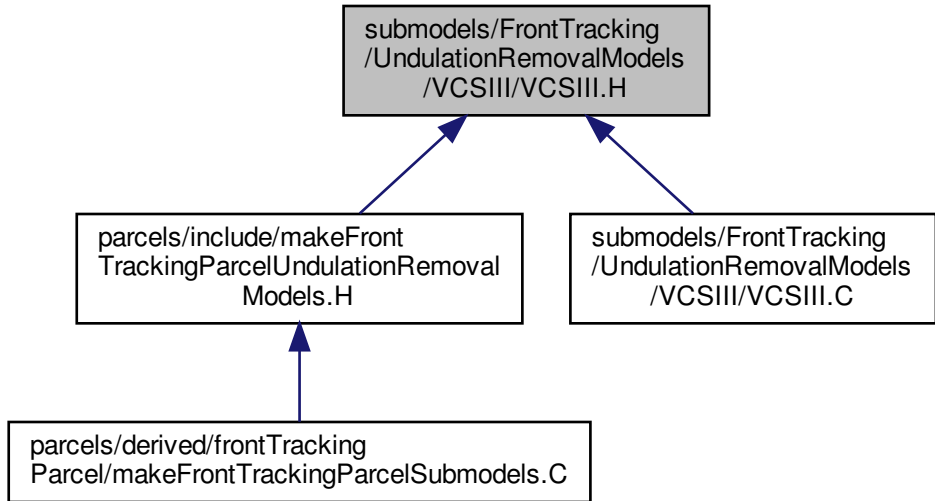 submodels/FrontTracking
/UndulationRemovalModels
/VCSIII/VCSIII.H
parcels/include/makeFront
TrackingParcelUndulationRemoval
Models.H
submodels/FrontTracking
/UndulationRemovalModels
/VCSIII/VCSIII.C
parcels/derived/frontTracking
Parcel/makeFrontTrackingParcelSubmodels.C